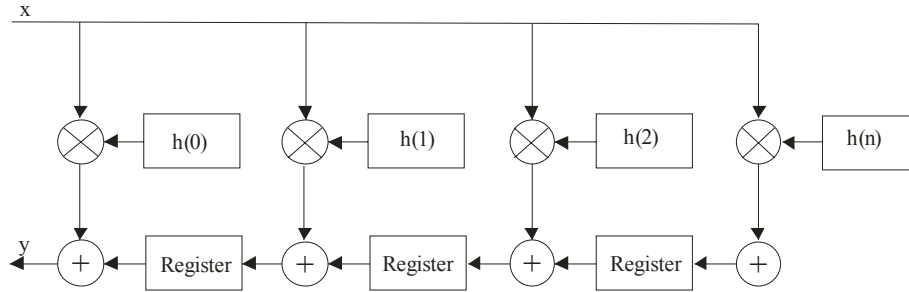 x
h(0) h(1) h(2) h(n)
y
+ Register + Register + Register +